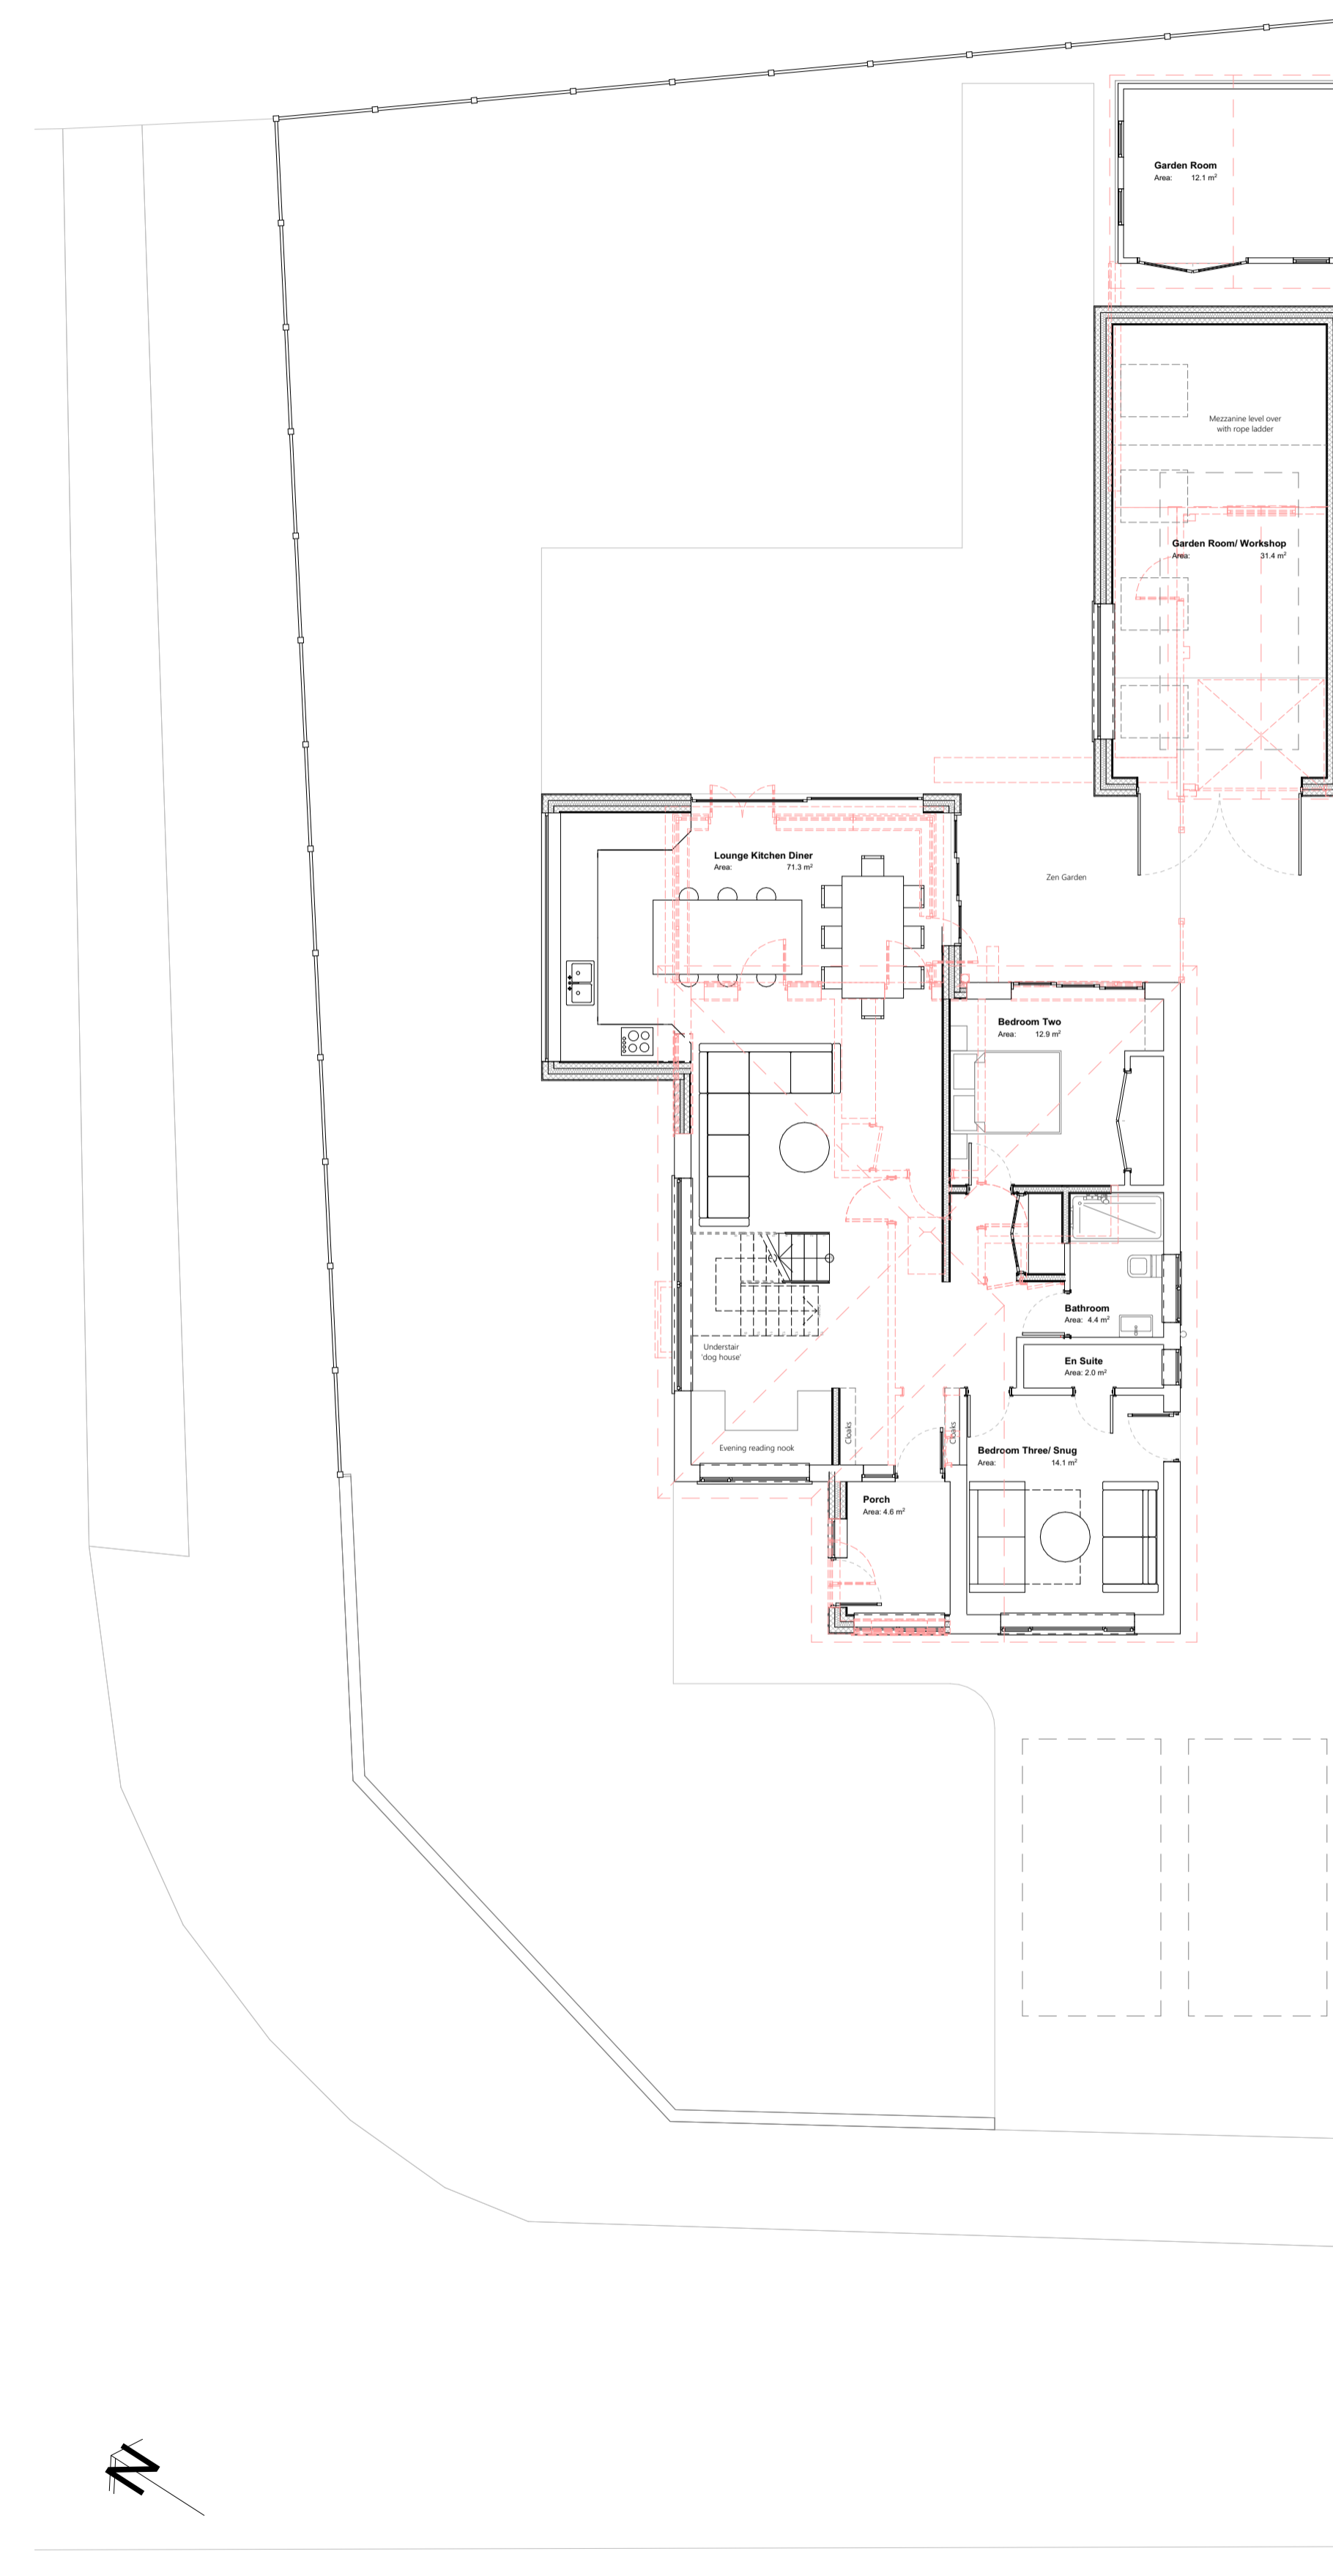 Garden Room
Area: 12.1 m²
Mezzanine level over
with rope ladder
Garden Room/ Workshop
Area: 31.4 m²
Lounge Kitchen Diner
Area: 71.3 m²
Zen Garden
Bedroom Two
Area: 12.9 m²
Bathroom
Area: 4.4 m²
Understair
'dog house'
En Suite
Area: 2.0 m²
Cloaks
Cloaks
Evening reading nook
Bedroom Three/ Snug
Area: 14.1 m²
Porch
Area: 4.6 m²
N